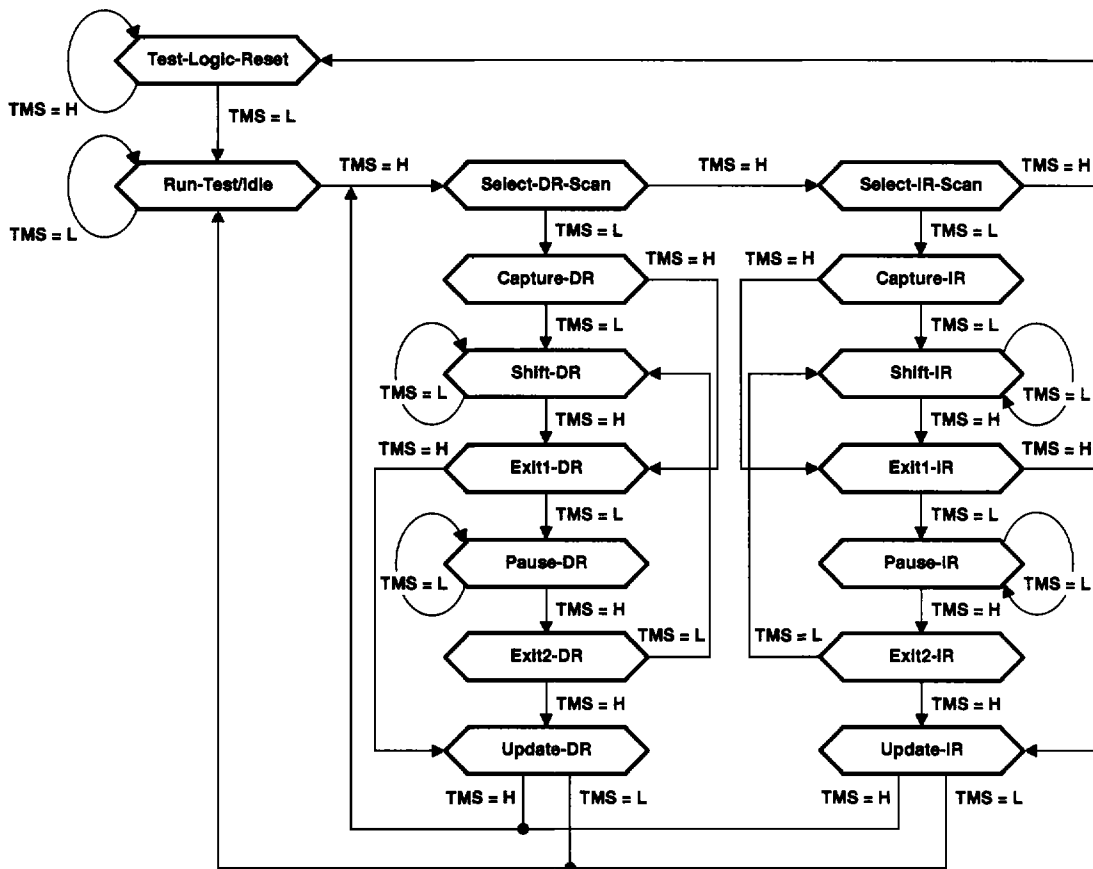 Test-Logic-Reset
TMS = H
TMS = L
Run-Test/Idle
TMS = H
Select-DR-Scan
TMS = H
Select-IR-Scan
TMS = H
TMS = L
TMS = L
TMS = L
Capture-DR
TMS = H
TMS = H
Capture-IR
TMS = L
TMS = L
Shift-DR
TMS = L
Shift-IR
TMS = L
TMS = H
TMS = H
TMS = H
Exit1-DR
Exit1-IR
TMS = H
TMS = L
TMS = L
Pause-DR
TMS = L
Pause-IR
TMS = L
TMS = H
TMS = H
Exit2-DR
TMS = L
TMS = L
Exit2-IR
TMS = H
TMS = H
Update-DR
Update-IR
TMS = H
TMS = L
TMS = H
TMS = L